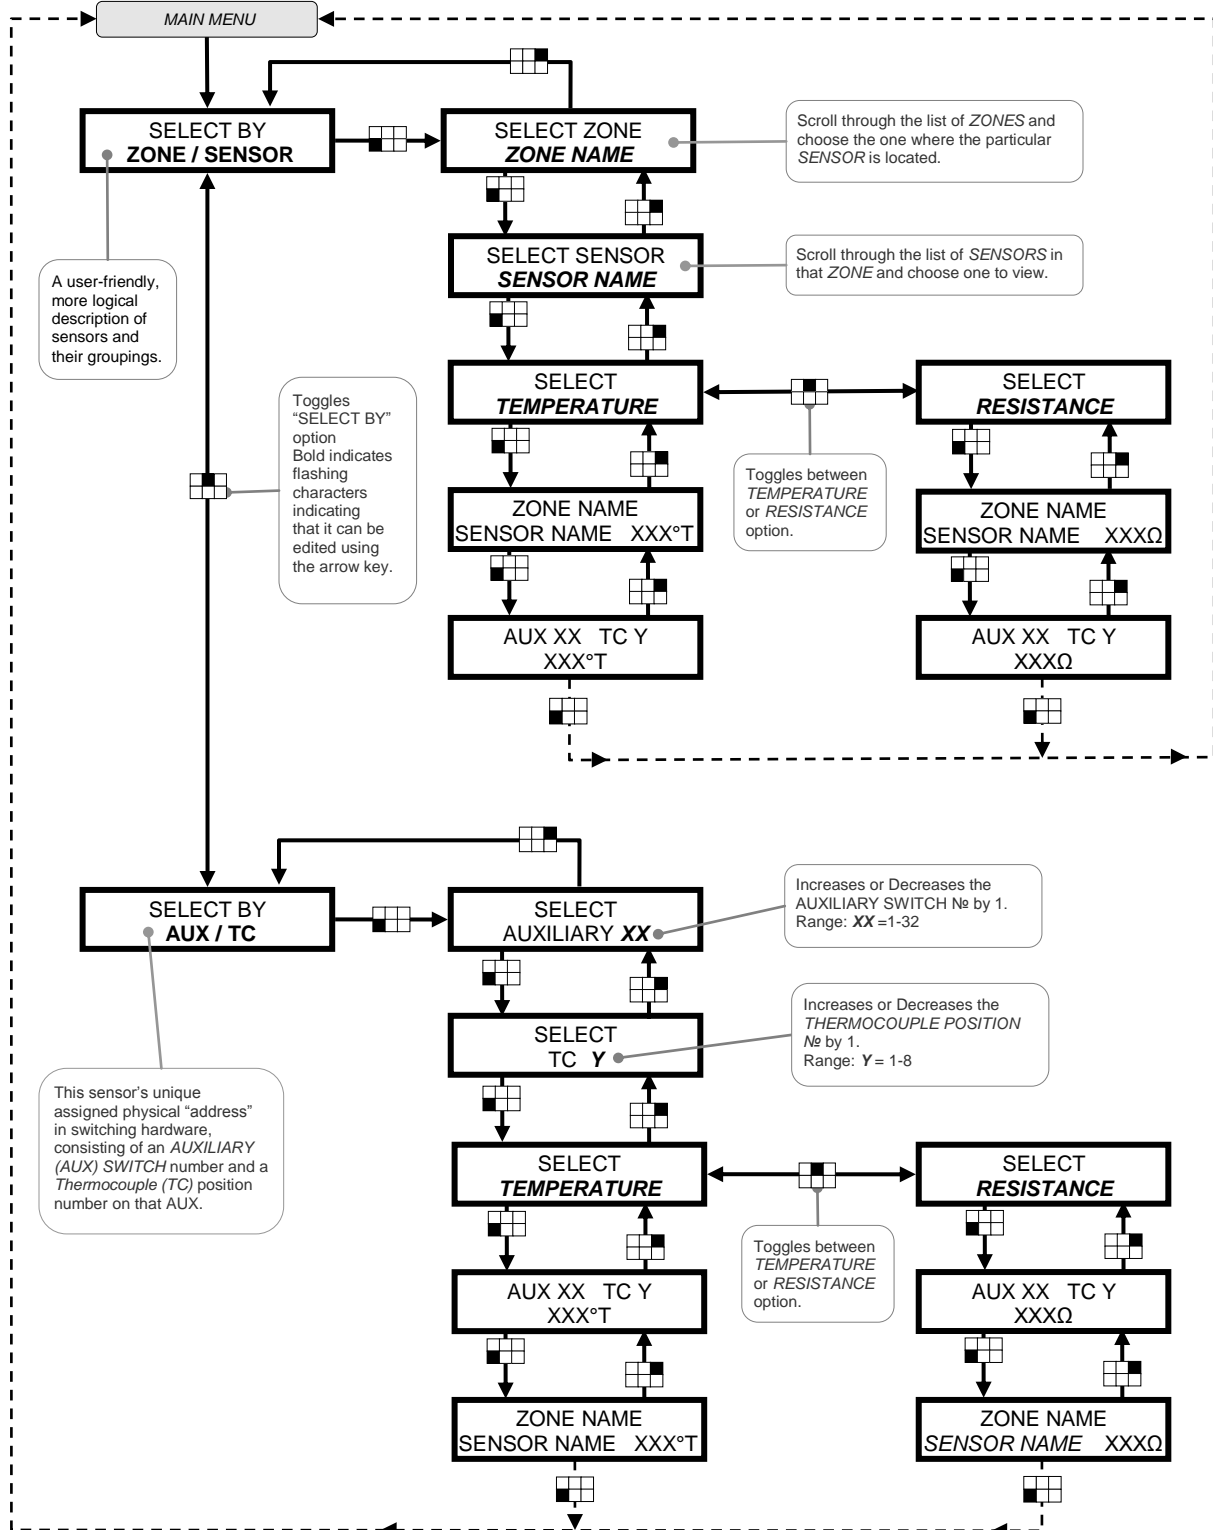 MAIN MENU
SELECT BY
ZONE / SENSOR
SELECT ZONE
ZONE NAME
Scroll through the list of ZONES and
choose the one where the particular
SENSOR is located.
SELECT SENSOR
SENSOR NAME
Scroll through the list of SENSORS in
that ZONE and choose one to view.
A user-friendly,
more logical
description of
sensors and
their groupings.
Toggles
“SELECT BY”
option
Bold indicates
flashing
characters
indicating
that it can be
edited using
the arrow key.
SELECT
TEMPERATURE
SELECT
RESISTANCE
Toggles between
TEMPERATURE
or RESISTANCE
option.
ZONE NAME
SENSOR NAME XXX°T
ZONE NAME
SENSOR NAME XXXΩ
AUX XX TC Y
XXX°T
AUX XX TC Y
XXXΩ
SELECT BY
AUX / TC
SELECT
AUXILIARY XX
Increases or Decreases the
AUXILIARY SWITCH № by 1.
Range: XX =1-32
SELECT
TC Y
Increases or Decreases the
THERMOCOUPLE POSITION
№ by 1.
Range: Y = 1-8
This sensor’s unique
assigned physical “address”
in switching hardware,
consisting of an AUXILIARY
(AUX) SWITCH number and a
Thermocouple (TC) position
number on that AUX.
SELECT
TEMPERATURE
SELECT
RESISTANCE
Toggles between
TEMPERATURE
or RESISTANCE
option.
AUX XX TC Y
XXX°T
AUX XX TC Y
XXXΩ
ZONE NAME
SENSOR NAME XXX°T
ZONE NAME
SENSOR NAME XXXΩ